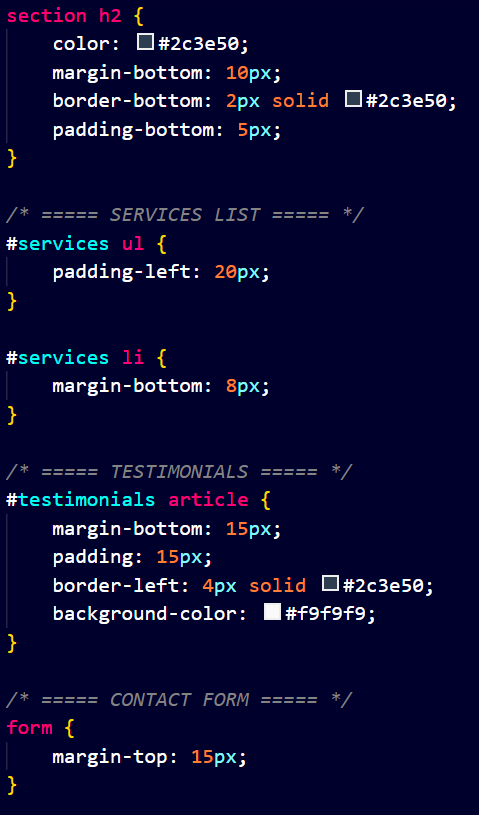 section h2 {
    color: #2c3e50;
    margin-bottom: 10px;
    border-bottom: 2px solid #2c3e50;
    padding-bottom: 5px;
}

/* ===== SERVICES LIST ===== */
#services ul {
    padding-left: 20px;
}

#services li {
    margin-bottom: 8px;
}

/* ===== TESTIMONIALS ===== */
#testimonials article {
    margin-bottom: 15px;
    padding: 15px;
    border-left: 4px solid #2c3e50;
    background-color: #f9f9f9;
}

/* ===== CONTACT FORM ===== */
form {
    margin-top: 15px;
}